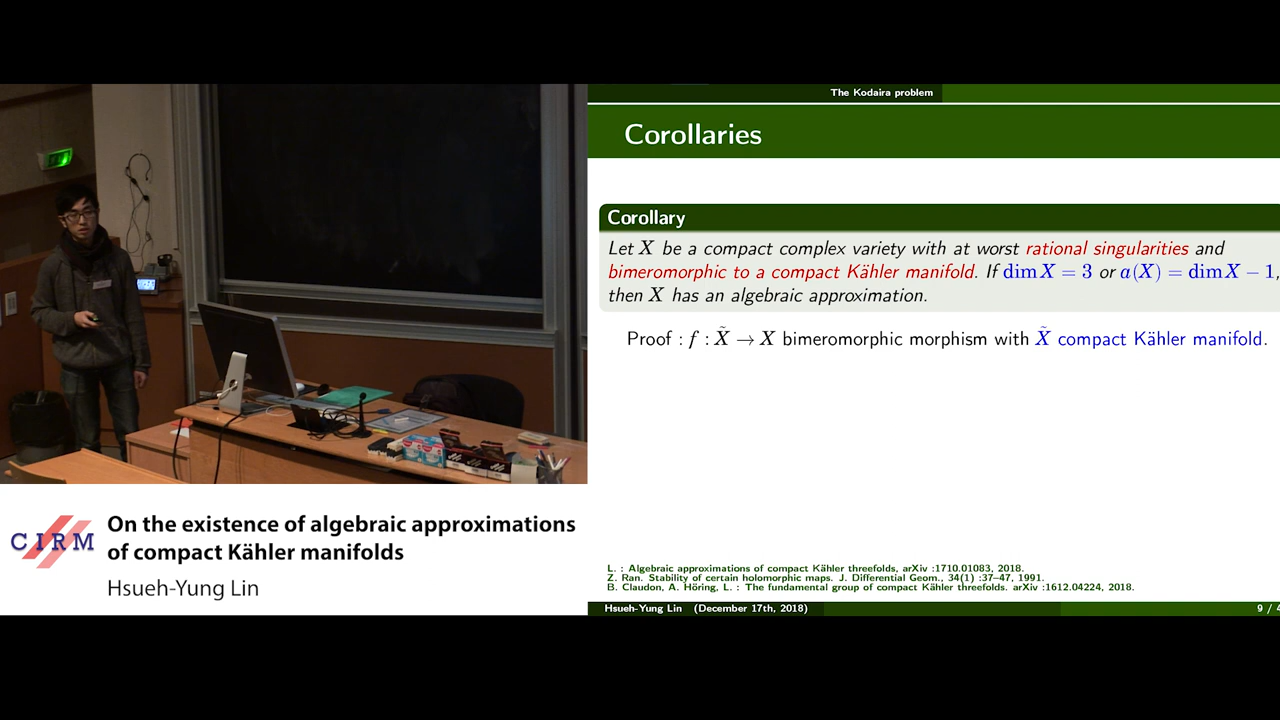 The Kodaira problem
Corollaries
Corollary
Let X be a compact complex variety with at worst rational singularities and
bimeromorphic to a compact Kähler manifold. If dim X = 3 or a(X) = dim X − 1,
then X has an algebraic approximation.
Proof : f : X̃ → X bimeromorphic morphism with X̃ compact Kähler manifold.
L. : Algebraic approximations of compact Kähler threefolds, arXiv :1710.01083, 2018.
Z. Ran. Stability of certain holomorphic maps. J. Differential Geom., 34(1) :37–47, 1991.
B. Claudon, A. Höring, L. : The fundamental group of compact Kähler threefolds. arXiv :1612.04224, 2018.
Hsueh-Yung Lin (December 17th, 2018)
9 /
CIRM
On the existence of algebraic approximations
of compact Kähler manifolds
Hsueh-Yung Lin